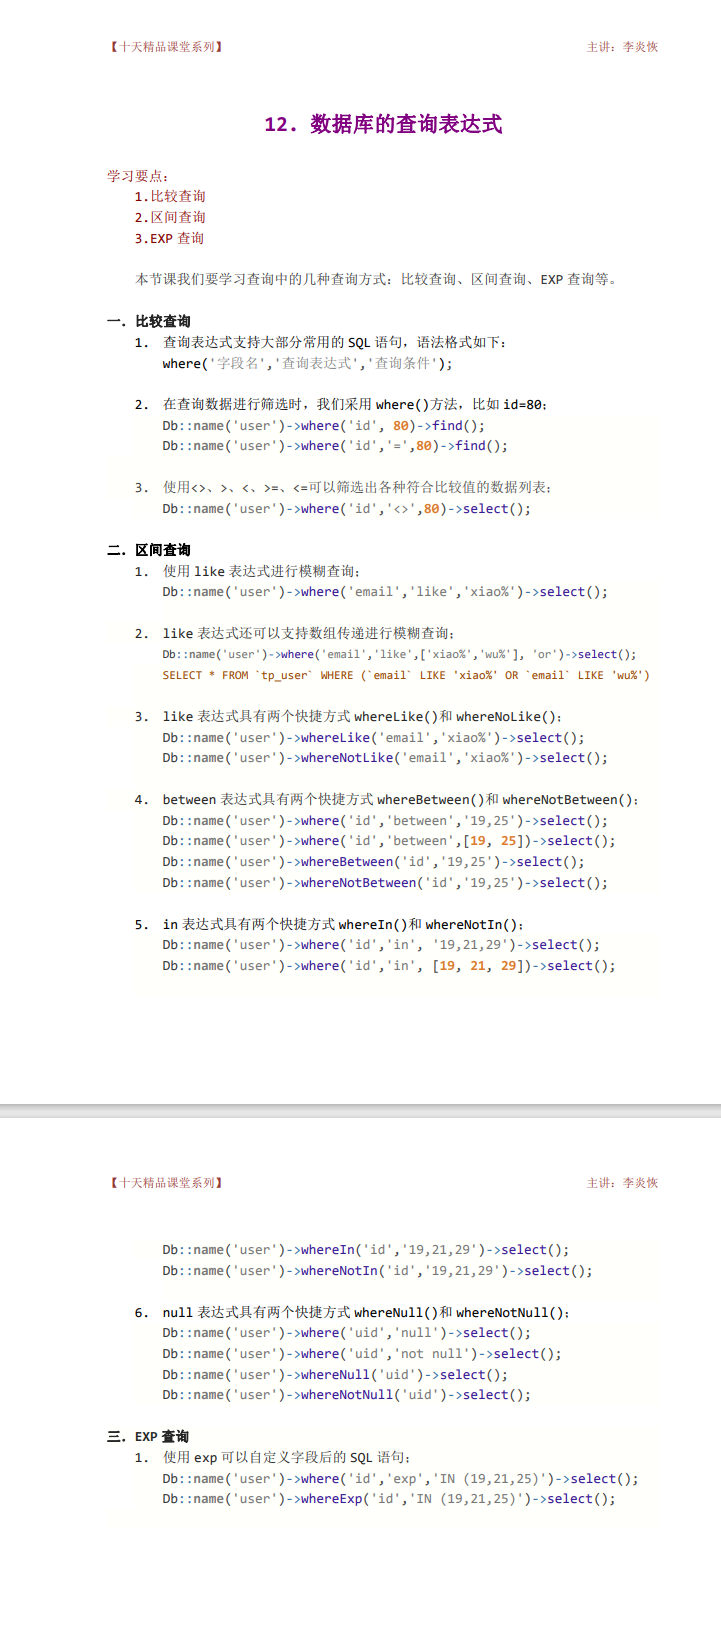 【十天精品课堂系列】 主讲：李炎恢
12. 数据库的查询表达式
学习要点：
1.比较查询
2.区间查询
3.EXP 查询
本节课我们要学习查询中的几种查询方式：比较查询、区间查询、EXP 查询等。
一．比较查询
1. 查询表达式支持大部分常用的 SQL 语句，语法格式如下：
where('字段名','查询表达式','查询条件');
2. 在查询数据进行筛选时，我们采用 where()方法，比如 id=80；
Db::name('user')->where('id', 80)->find();
Db::name('user')->where('id','=',80)->find();
3. 使用<>、>、<、>=、<=可以筛选出各种符合比较值的数据列表；
Db::name('user')->where('id','<>',80)->select();
二．区间查询
1. 使用 like 表达式进行模糊查询；
Db::name('user')->where('email','like','xiao%')->select();
2. like 表达式还可以支持数组传递进行模糊查询；
Db::name('user')->where('email','like',['xiao%','wu%'], 'or')->select();
SELECT * FROM `tp_user` WHERE (`email` LIKE 'xiao%' OR `email` LIKE 'wu%')
3. like 表达式具有两个快捷方式 whereLike()和 whereNoLike()；
Db::name('user')->whereLike('email','xiao%')->select();
Db::name('user')->whereNotLike('email','xiao%')->select();
4. between 表达式具有两个快捷方式 whereBetween()和 whereNotBetween()；
Db::name('user')->where('id','between','19,25')->select();
Db::name('user')->where('id','between',[19, 25])->select();
Db::name('user')->whereBetween('id','19,25')->select();
Db::name('user')->whereNotBetween('id','19,25')->select();
5. in 表达式具有两个快捷方式 whereIn()和 whereNotIn()；
Db::name('user')->where('id','in', '19,21,29')->select();
Db::name('user')->where('id','in', [19, 21, 29])->select();
【十天精品课堂系列】 主讲：李炎恢
Db::name('user')->whereIn('id','19,21,29')->select();
Db::name('user')->whereNotIn('id','19,21,29')->select();
6. null 表达式具有两个快捷方式 whereNull()和 whereNotNull()；
Db::name('user')->where('uid','null')->select();
Db::name('user')->where('uid','not null')->select();
Db::name('user')->whereNull('uid')->select();
Db::name('user')->whereNotNull('uid')->select();
三．EXP 查询
1. 使用 exp 可以自定义字段后的 SQL 语句；
Db::name('user')->where('id','exp','IN (19,21,25)')->select();
Db::name('user')->whereExp('id','IN (19,21,25)')->select();